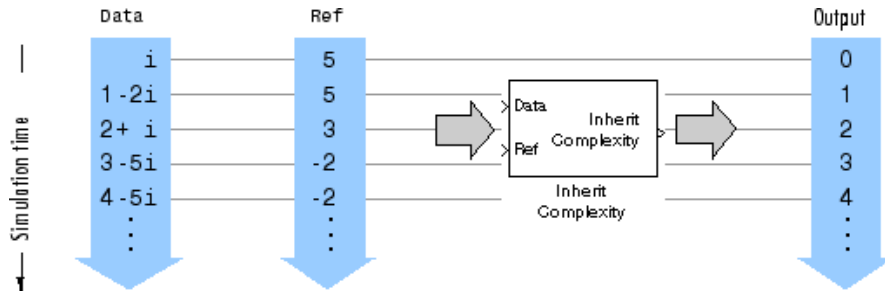 Data Ref Output
i 5 0
1-2i 5 1
2+ i 3 2
3-5i -2 3
4-5i -2 4
Data
Inherit
Complexity
Ref
Inherit
Complexity
Simulation time